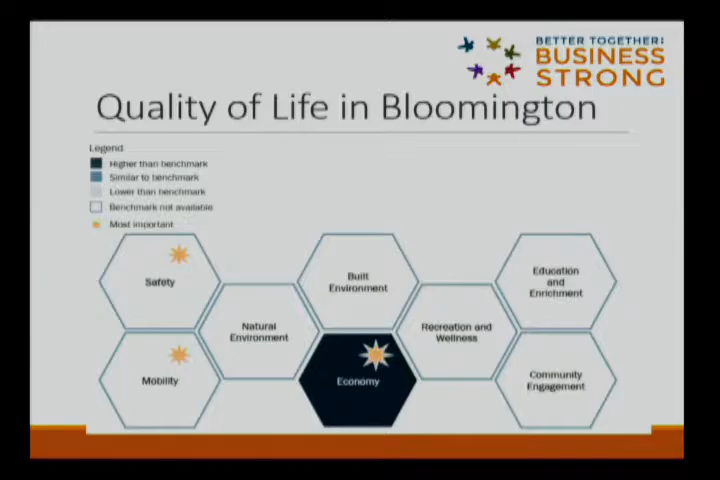 BETTER TOGETHER:
BUSINESS
STRONG
Quality of Life in Bloomington
Legend
Higher than benchmark
Similar to benchmark
Lower than benchmark
Benchmark not available
Most important
Safety
Built
Environment
Education
and
Enrichment
Natural
Environment
Recreation and
Wellness
Mobility
Economy
Community
Engagement